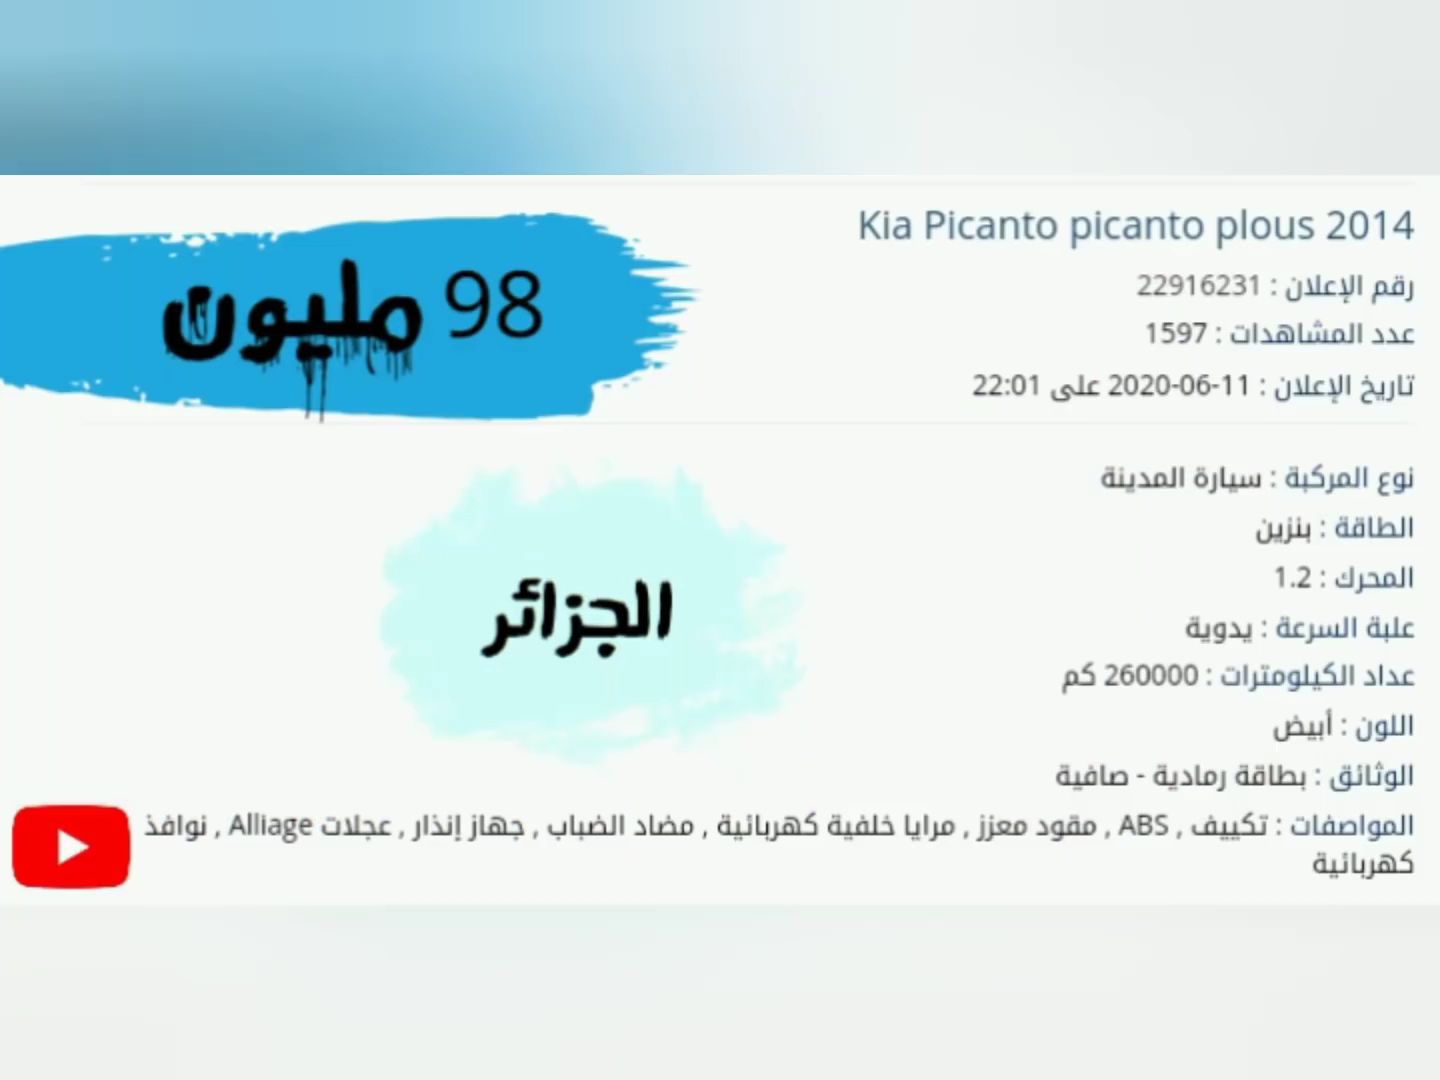 Kia Picanto picanto plous 2014
98 مليون
رقم الإعلان : 22916231
عدد المشاهدات : 1597
تاريخ الإعلان : 11-06-2020 على 22:01
نوع المركبة : سيارة المدينة
الطاقة : بنزين
المحرك : 1.2
الجزائر
علبة السرعة : يدوية
عداد الكيلومترات : 260000 كم
اللون : أبيض
الوثائق : بطاقة رمادية - صافية
المواصفات : تكييف , ABS , مقود معزز , مرايا خلفية كهربائية , مضاد الضباب , جهاز إنذار , عجلات Alliage , نوافذ
كهربائية